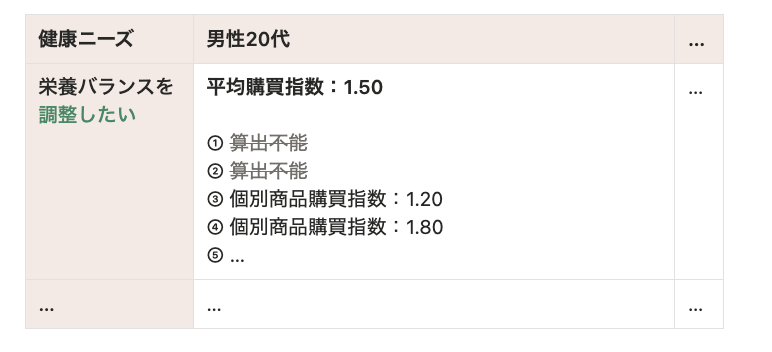 健康ニーズ
男性20代
...
栄養バランスを
調整したい
平均購買指数：1.50
① 算出不能
② 算出不能
③ 個別商品購買指数：1.20
④ 個別商品購買指数：1.80
⑤ ...
...
...
...
...